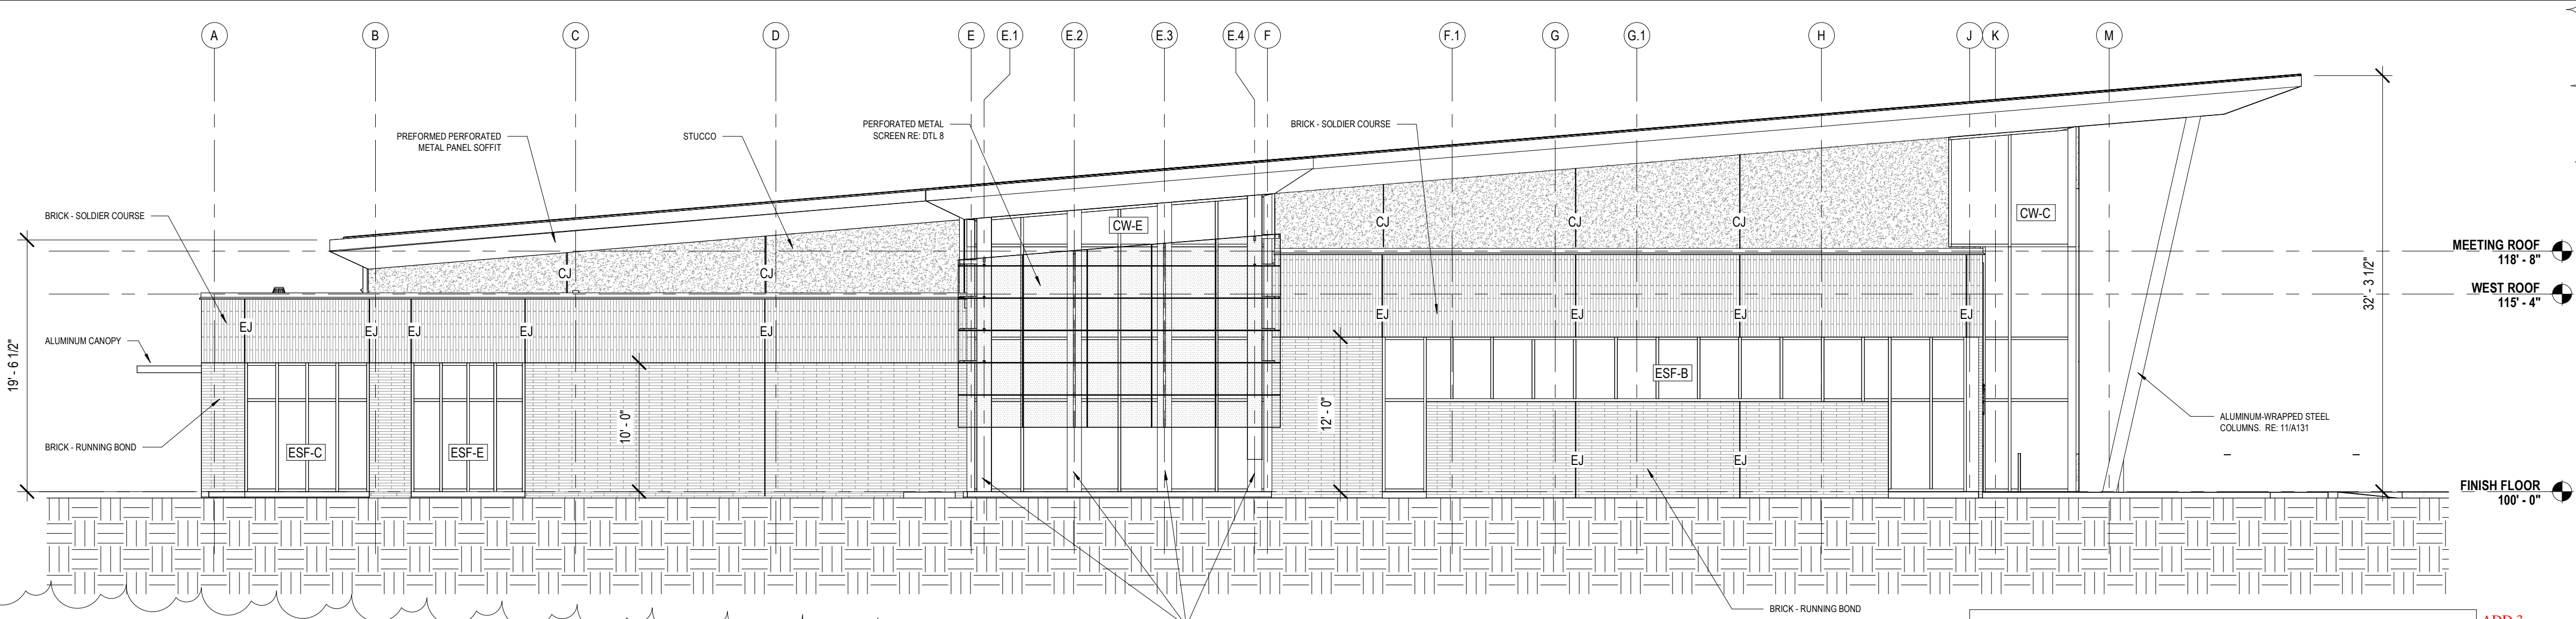 A B C D E E.1 E.2 E.3 E.4 F F.1 G G.1 H J K M
PERFORATED METAL
SCREEN RE: DTL 8
BRICK - SOLDIER COURSE
PREFORMED PERFORATED
METAL PANEL SOFFIT
STUCCO
BRICK - SOLDIER COURSE
CW-E
CW-C
CJ CJ CJ
CJ CJ
MEETING ROOF
118' - 8"
WEST ROOF
115' - 4"
32' - 3 1/2"
EJ EJ EJ EJ EJ EJ EJ EJ EJ
ALUMINUM CANOPY
19' - 6 1/2"
ESF-B
10' - 0"
12' - 0"
ALUMINUM-WRAPPED STEEL
COLUMNS. RE: 11/A131
BRICK - RUNNING BOND
ESF-C ESF-E
EJ EJ
FINISH FLOOR
100' - 0"
BRICK - RUNNING BOND